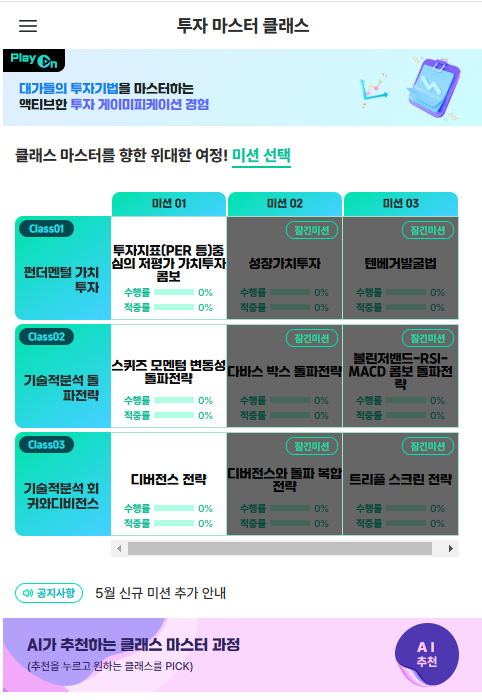 투자 마스터 클래스
Play On
대가들의 투자기법을 마스터하는
액티브한 투자 게이미피케이션 경험
클래스 마스터를 향한 위대한 여정! 미션 선택
미션 01 미션 02 미션 03
Class01
펀더멘털 가치
투자
투자지표(PER 등)중
심의 저평가 가치투자
콤보
수행률 0%
적중률 0%
잠긴미션
성장가치투자
수행률 0%
적중률 0%
잠긴미션
텐베거발굴법
수행률 0%
적중률 0%
Class02
기술적분석 돌
파전략
스퀴즈 모멘텀 변동성
돌파전략
수행률 0%
적중률 0%
잠긴미션
다바스 박스 돌파전략
수행률 0%
적중률 0%
잠긴미션
볼린저밴드-RSI-
MACD 콤보 돌파전
략
수행률 0%
적중률 0%
Class03
기술적분석 회
귀와디비전스
디버전스 전략
수행률 0%
적중률 0%
잠긴미션
디버전스와 돌파 복합
전략
수행률 0%
적중률 0%
잠긴미션
트리플 스크린 전략
수행률 0%
적중률 0%
공지사항 5월 신규 미션 추가 안내
AI가 추천하는 클래스 마스터 과정
(추천을 누르고 원하는 클래스를 PICK)
AI
추천